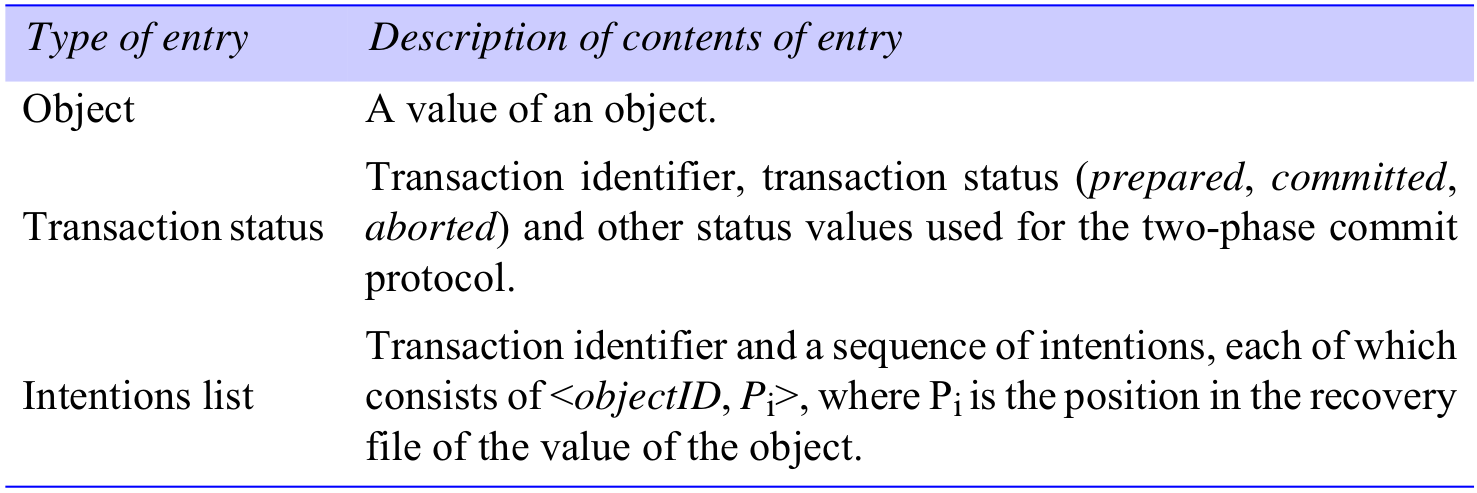 Type of entry Description of contents of entry
Object A value of an object.
Transaction identifier, transaction status (prepared, committed,
Transaction status aborted) and other status values used for the two-phase commit
protocol.
Transaction identifier and a sequence of intentions, each of which
Intentions list consists of <objectID, Pi>, where Pi is the position in the recovery
file of the value of the object.